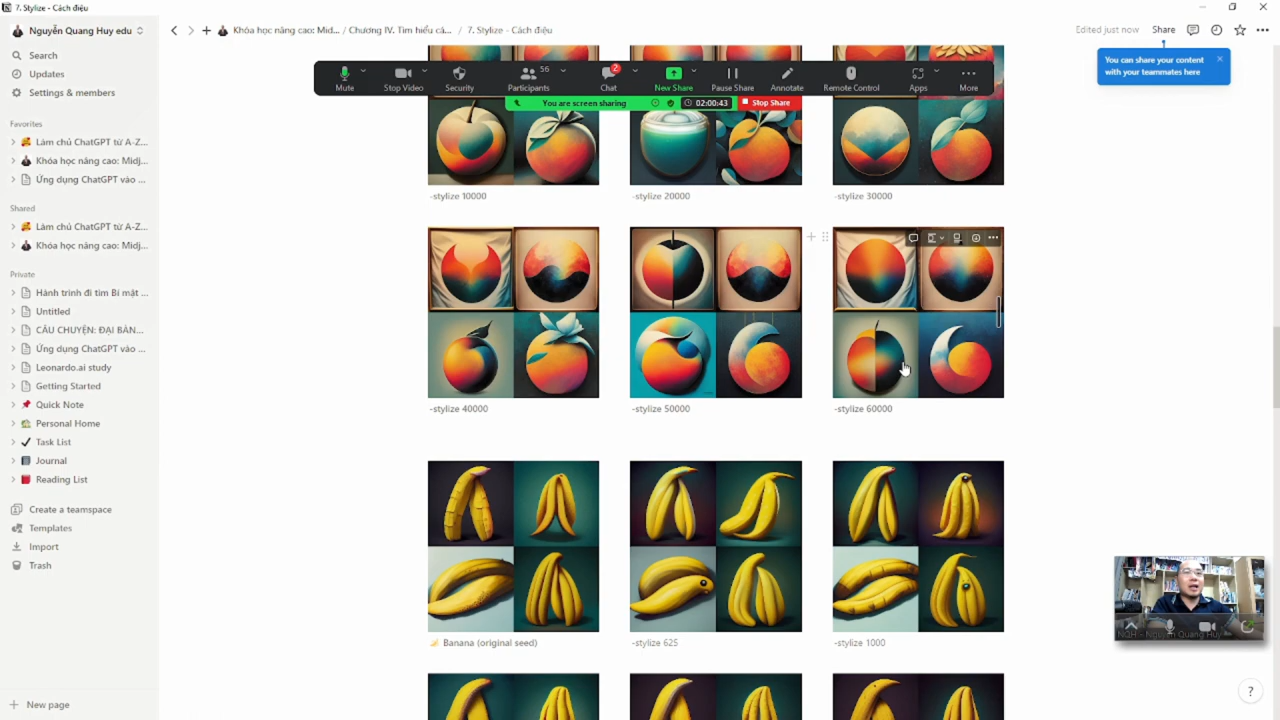 7. Stylize - Cách điệu
Nguyễn Quang Huy edu
Khóa học nâng cao: Mid... / Chương IV. Tìm hiểu cá... / 7. Stylize - Cách điệu
Edited just now
Share
Search
Updates
Settings & members
You can share your content
with your teammates here
Mute
Stop Video
Security
Participants
56
Chat
2
New Share
Pause Share
Annotate
Remote Control
Apps
More
You are screen sharing
02:00:43
Stop Share
Favorites
Làm chủ ChatGPT từ A-Z...
Khóa học nâng cao: Midj...
Ứng dụng ChatGPT vào ...
Shared
Làm chủ ChatGPT từ A-Z...
Khóa học nâng cao: Midj...
Private
Hành trình đi tìm Bí mật ...
Untitled
CÂU CHUYỆN: ĐẠI BÀN...
Ứng dụng ChatGPT vào ...
Leonardo.ai study
Getting Started
Quick Note
Personal Home
Task List
Journal
Reading List
Create a teamspace
Templates
Import
Trash
New page
-stylize 10000
-stylize 20000
-stylize 30000
-stylize 40000
-stylize 50000
-stylize 60000
Banana (original seed)
-stylize 625
-stylize 1000
NQH - Nguyễn Quang Huy
?